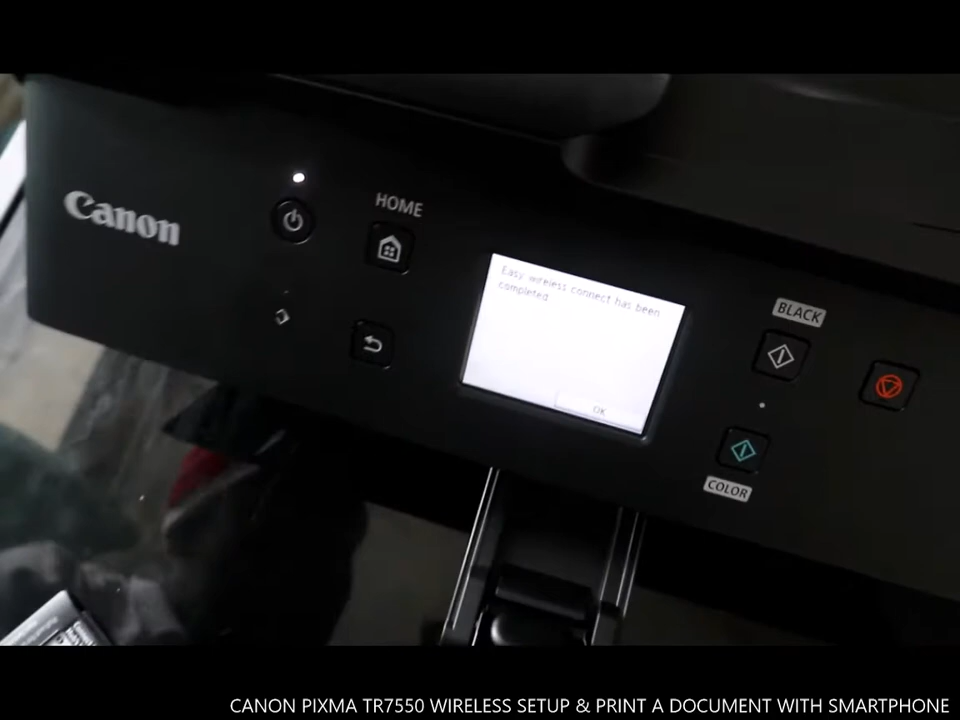 Canon
HOME
Easy wireless connect has been
completed
OK
BLACK
COLOR
CANON PIXMA TR7550 WIRELESS SETUP & PRINT A DOCUMENT WITH SMARTPHONE